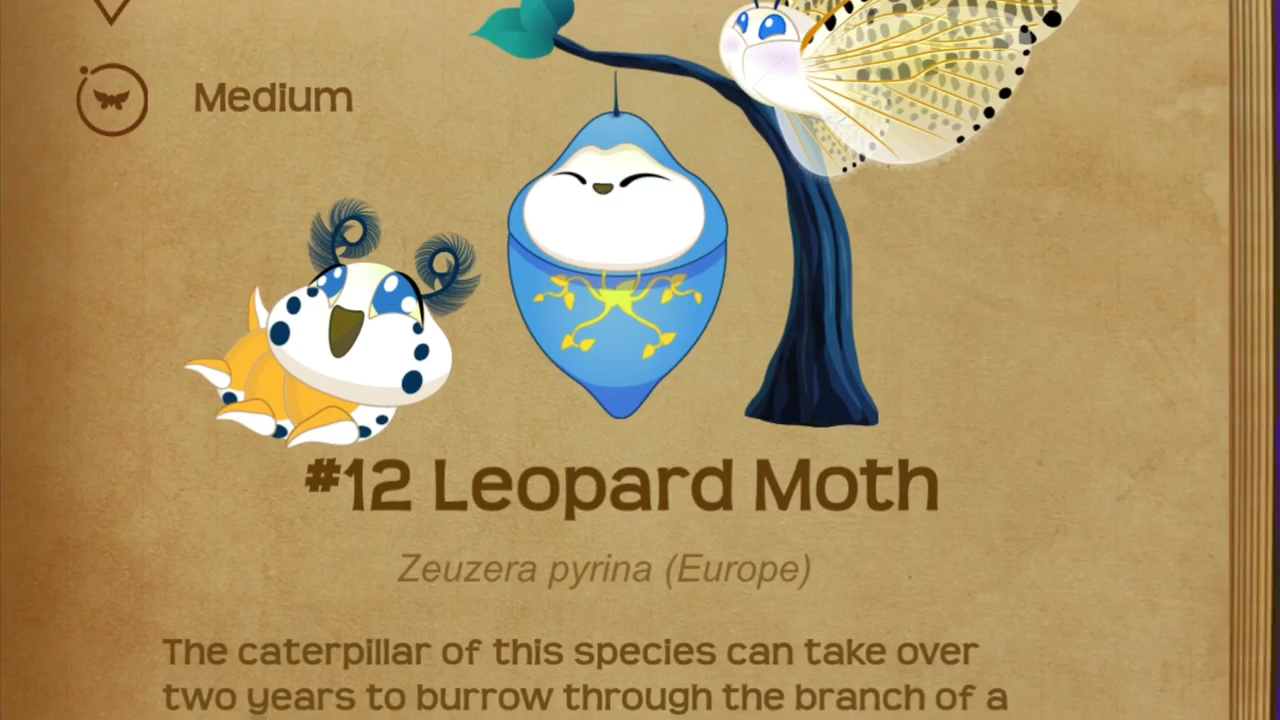 Medium
#12 Leopard Moth
Zeuzera pyrina (Europe)
The caterpillar of this species can take over
two years to burrow through the branch of a